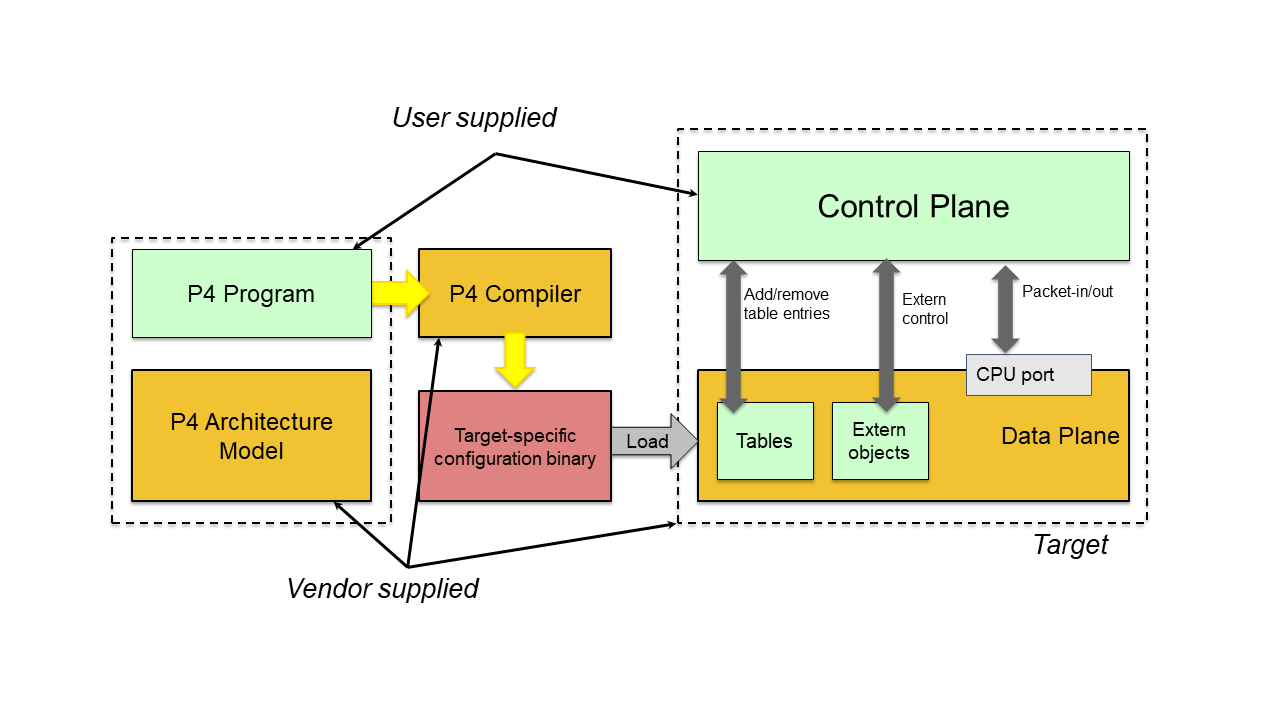 User supplied
Control Plane
P4 Program
P4 Compiler
Add/remove
table entries
Extern
control
Packet-in/out
CPU port
P4 Architecture
Model
Target-specific
configuration binary
Load
Tables
Extern
objects
Data Plane
Target
Vendor supplied